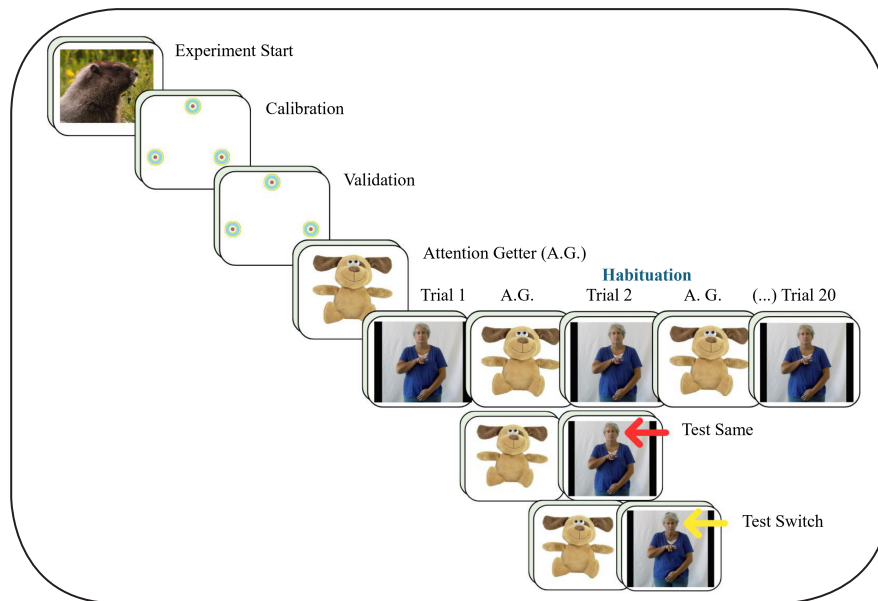 Experiment Start
Calibration
Validation
Attention Getter (A.G.)
Habituation
Trial 1 A.G. Trial 2 A. G. (...) Trial 20
Test Same
Test Switch